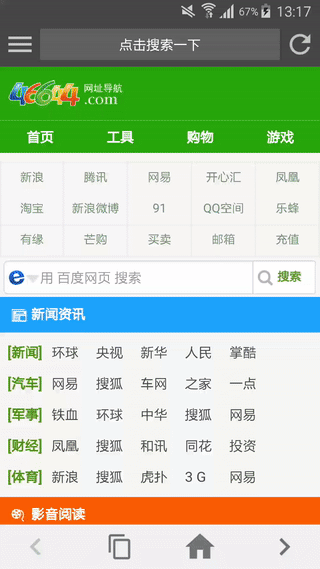 67% 13:17
点击搜索一下
46644 网址导航
.com
首页 工具 购物 游戏
新浪 腾讯 网易 开心汇 凤凰
淘宝 新浪微博 91 QQ空间 乐蜂
有缘 芒购 买卖 邮箱 充值
用 百度网页 搜索 搜索
新闻资讯
[新闻] 环球 央视 新华 人民 掌酷
[汽车] 网易 搜狐 车网 之家 一点
[军事] 铁血 环球 中华 搜狐 网易
[财经] 凤凰 搜狐 和讯 同花 投资
[体育] 新浪 搜狐 虎扑 3G 网易
影音阅读